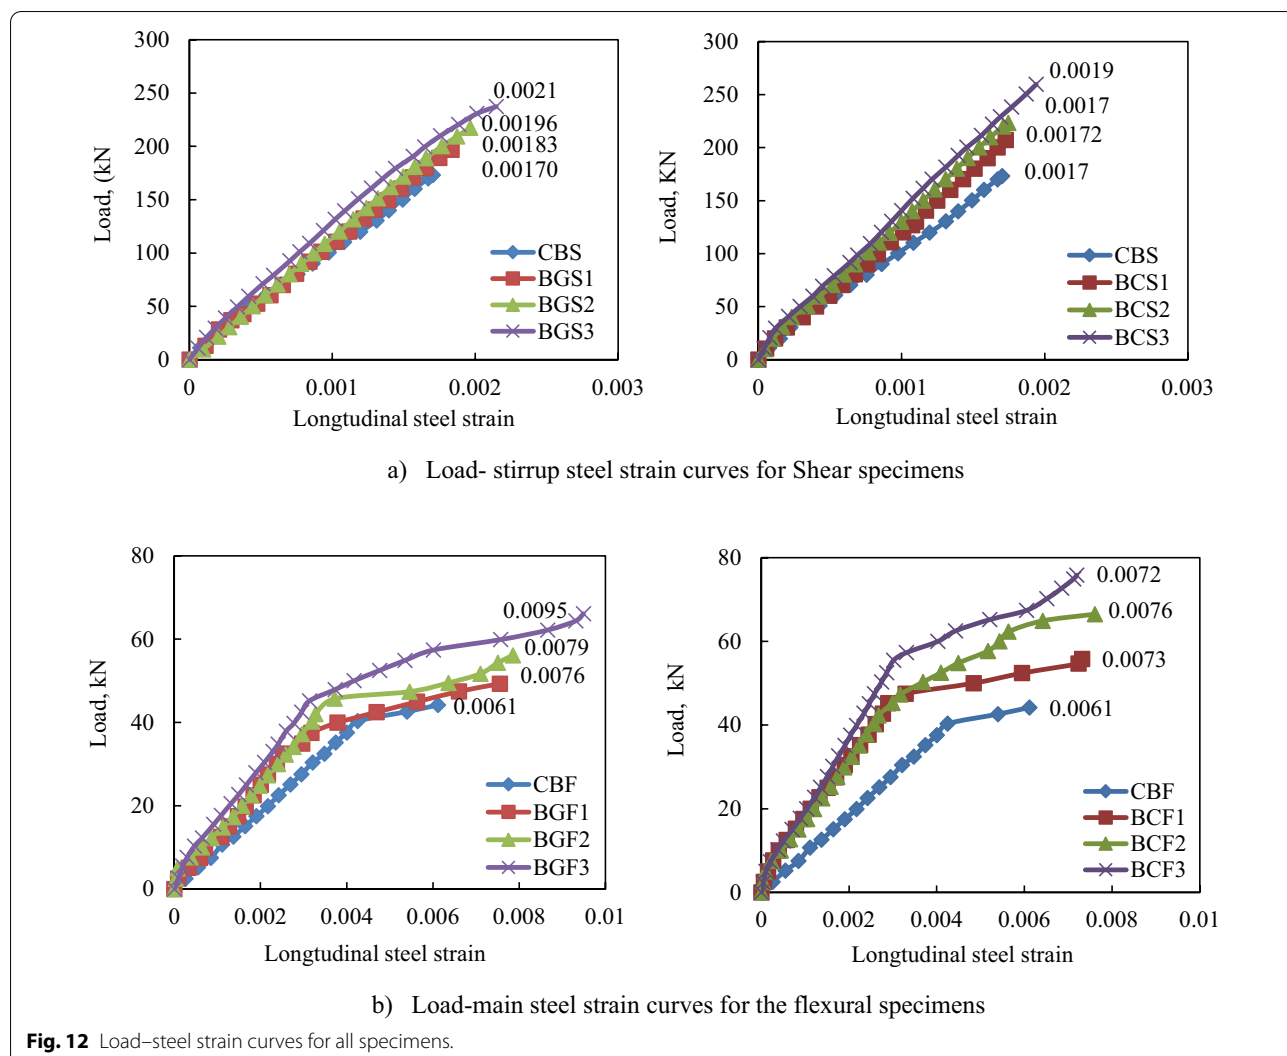 300
250
200
150
100
50
0
Load, (kN
0.0021
0.00196
0.00183
0.00170
CBS
BGS1
BGS2
BGS3
0 0.001 0.002 0.003
Longtudinal steel strain
300
250
200
150
100
50
0
Load, KN
0.0019
0.0017
0.00172
0.0017
CBS
BCS1
BCS2
BCS3
0 0.001 0.002 0.003
Longtudinal steel strain
a) Load- stirrup steel strain curves for Shear specimens
80
60
40
20
0
Load, kN
0.0095
0.0079
0.0076
0.0061
CBF
BGF1
BGF2
BGF3
0 0.002 0.004 0.006 0.008 0.01
Longtudinal steel strain
80
60
40
20
0
Load, kN
0.0072
0.0076
0.0073
0.0061
CBF
BCF1
BCF2
BCF3
0 0.002 0.004 0.006 0.008 0.01
Longtudinal steel strain
b) Load-main steel strain curves for the flexural specimens
Fig. 12 Load–steel strain curves for all specimens.